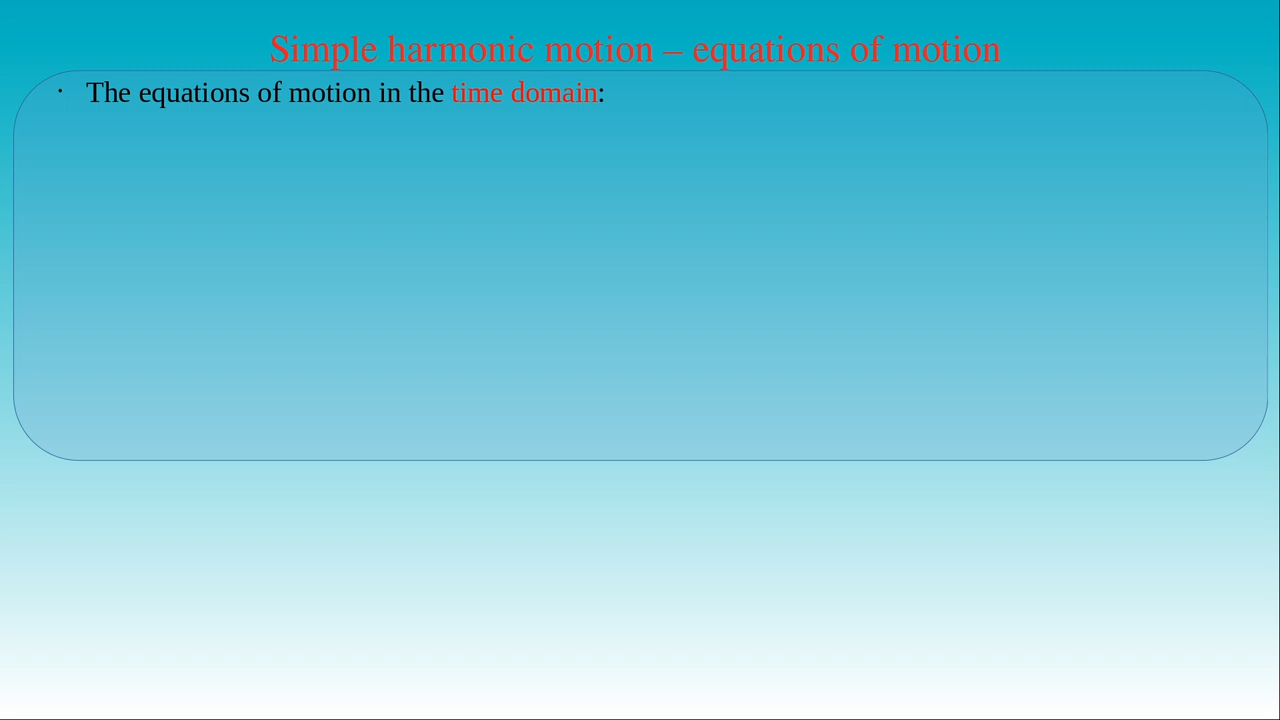 Simple harmonic motion – equations of motion
· The equations of motion in the time domain: